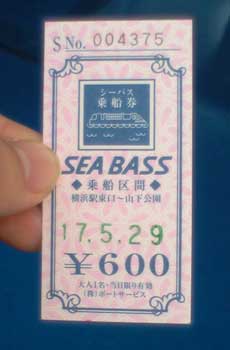 S No. 004375
シーバス
乗船券
SEA BASS
◆乗船区間◆
横浜駅東口～山下公園
17.5.29
￥600
大人1名・当日限り有効
(株)ポートサービス